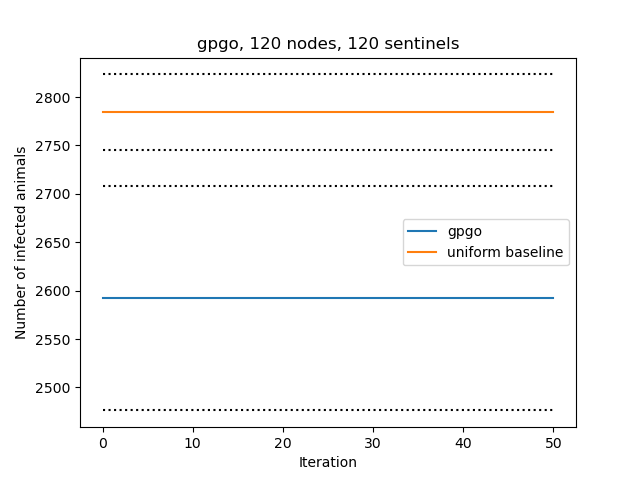 gpgo, 120 nodes, 120 sentinels
2800
2750
2700
2650
2600
2550
2500
Number of infected animals
gpgo
uniform baseline
0 10 20 30 40 50
Iteration